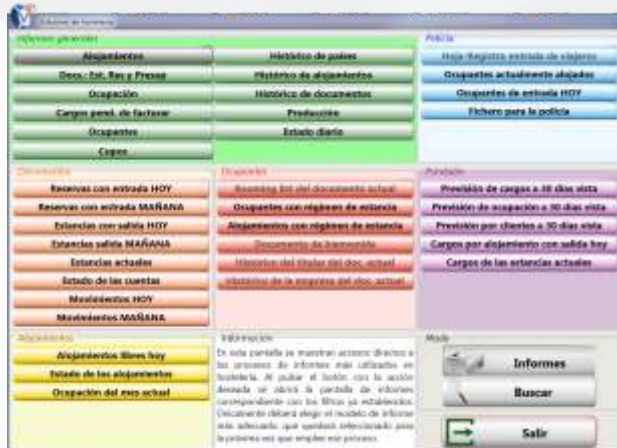 Informes de hostelería
Informes generales
Alojamientos
Docs.: Est, Ras y Presup
Ocupación
Cargos pend. de facturar
Ocupantes
Cupos
Histórico de países
Histórico de alojamientos
Histórico de documentos
Producción
Estado diario
Policía
Hoja-Registro entrada de viajeros
Ocupantes actualmente alojados
Ocupantes de entrada HOY
Fichero para la policía
Documentos
Reservas con entrada HOY
Reservas con entrada MAÑANA
Estancias con salida HOY
Estancias salida MAÑANA
Estancias actuales
Estado de las cuentas
Movimientos HOY
Movimientos MAÑANA
Ocupantes
Rooming list del documento actual
Ocupantes con régimen de estancia
Alojamientos con régimen de estancia
Documento de bienvenida
Histórico del titular del doc. actual
Histórico de la empresa del doc. actual
Previsión
Previsión de cargos a 30 días vista
Previsión de ocupación a 30 días vista
Previsión por clientes a 30 días vista
Cargos por alojamiento con salida hoy
Cargos de las estancias actuales
Alojamientos
Alojamientos libres hoy
Estado de los alojamientos
Ocupación del mes actual
Información
En esta pantalla se muestran accesos directos a
los procesos de informes más utilizados en
hostelería. Al pulsar el botón con la acción
deseada se abrirá la pantalla de informes
correspondiente con los filtros ya establecidos.
Únicamente deberá elegir el modelo de informe
más adecuado, que quedará seleccionado para
la próxima vez que emplee ese proceso.
Modo
Informes
Buscar
Salir